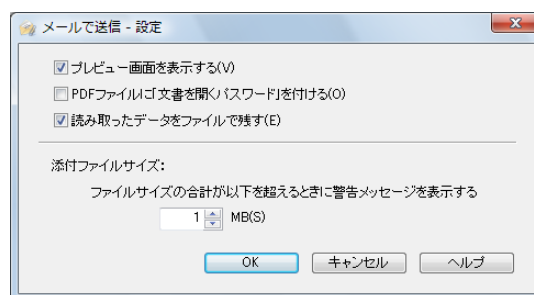 メールで送信 - 設定
プレビュー画面を表示する(V)
PDFファイルに「文書を開くパスワード」を付ける(O)
読み取ったデータをファイルで残す(E)
添付ファイルサイズ:
ファイルサイズの合計が以下を超えるときに警告メッセージを表示する
1 MB(S)
OK キャンセル ヘルプ